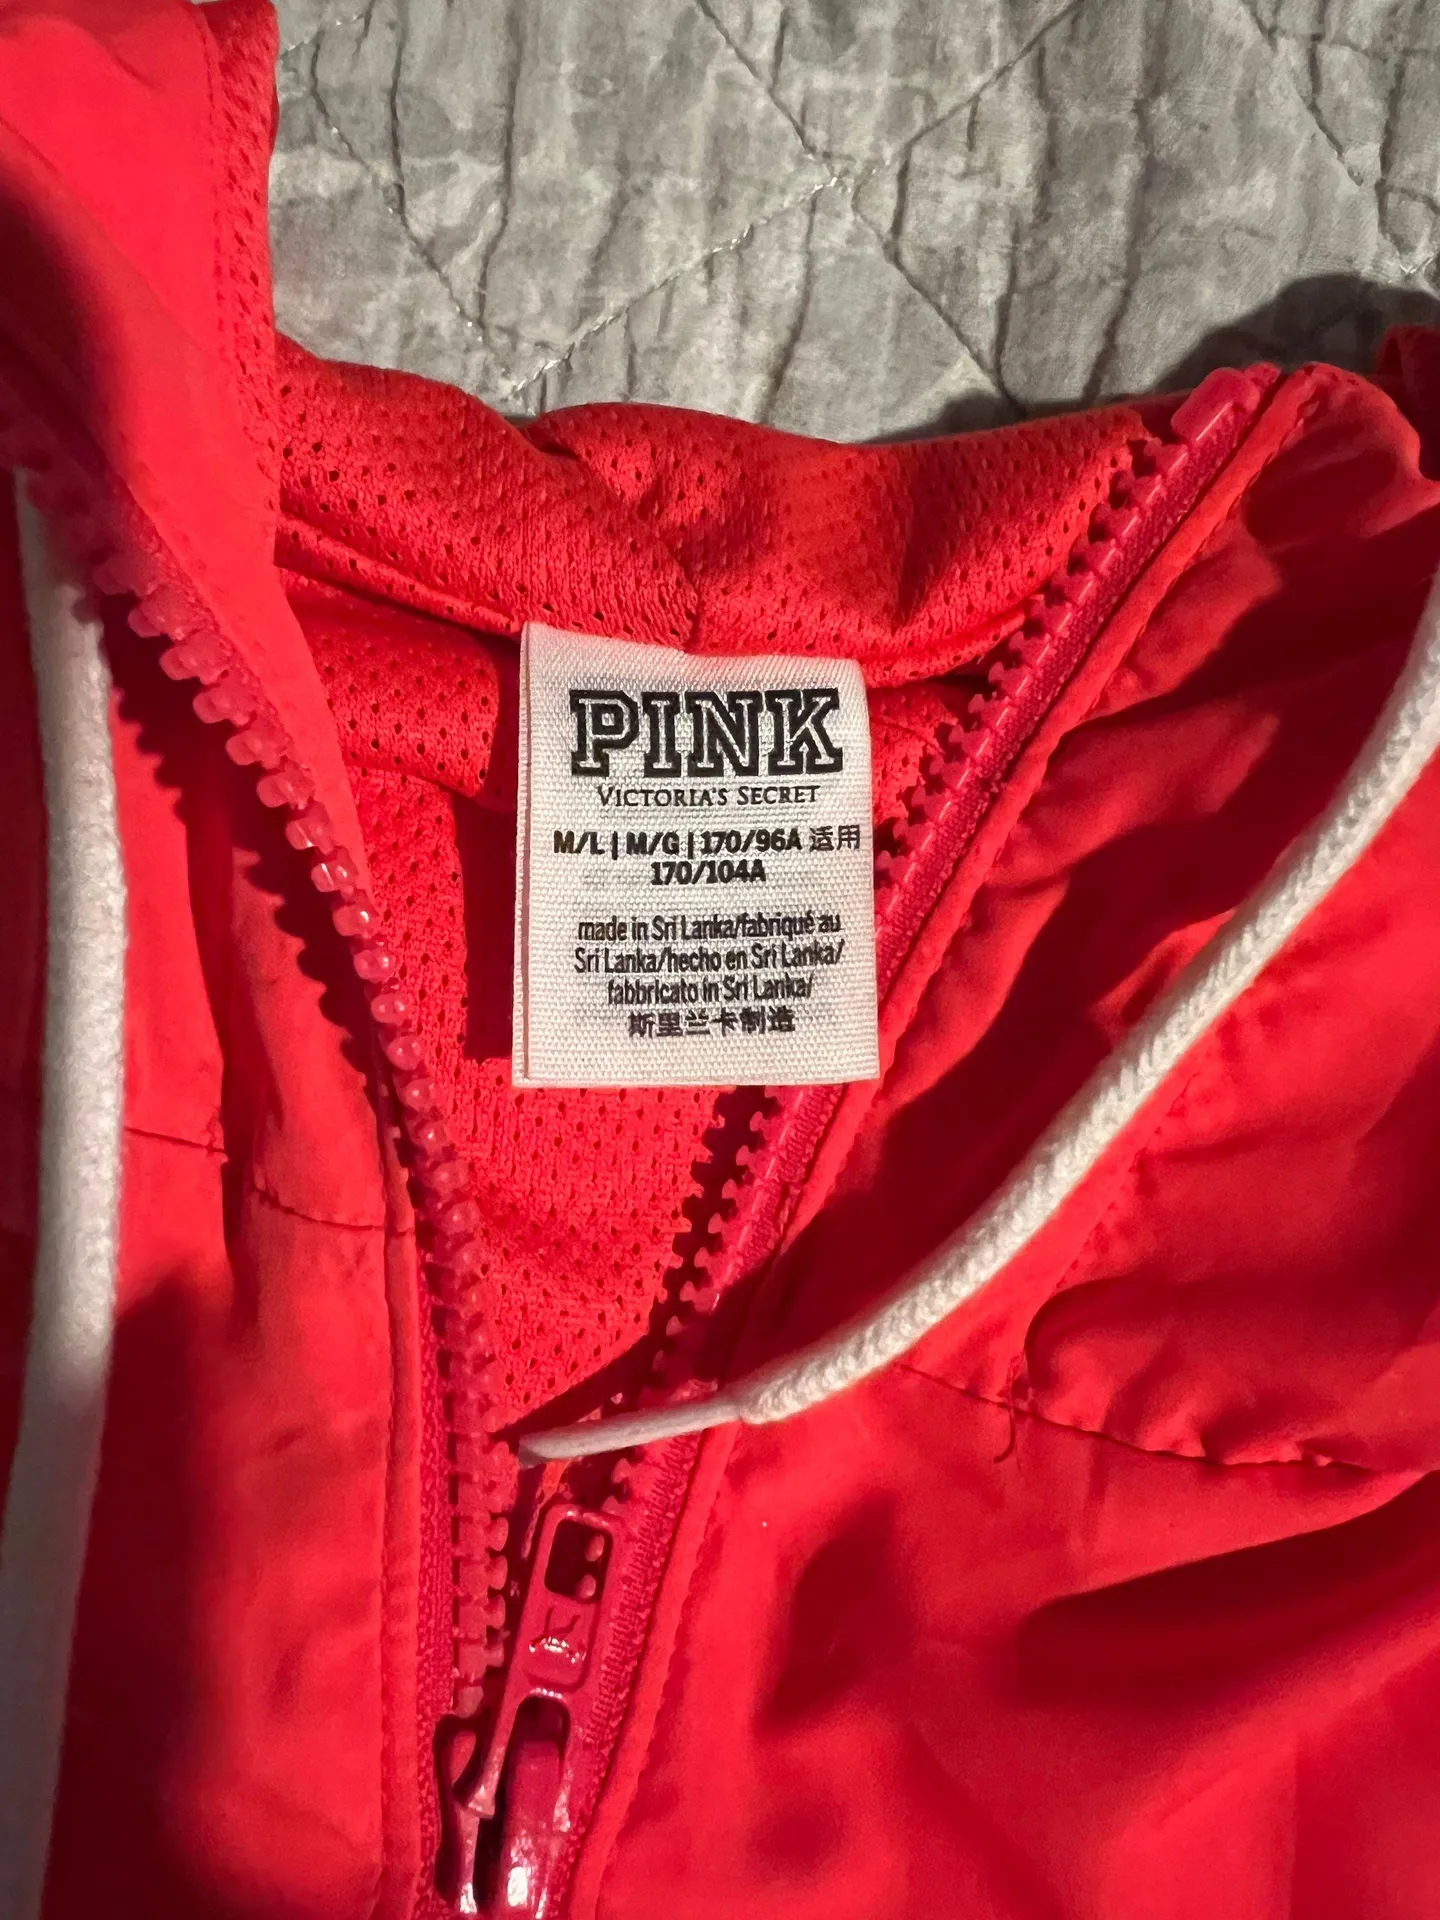 PINK
VICTORIA'S SECRET
M/L | M/G | 170/96A 适用
170/104A
made in Sri Lanka/fabriqué au
Sri Lanka/hecho en Sri Lanka/
fabbricato in Sri Lanka/
斯里兰卡制造